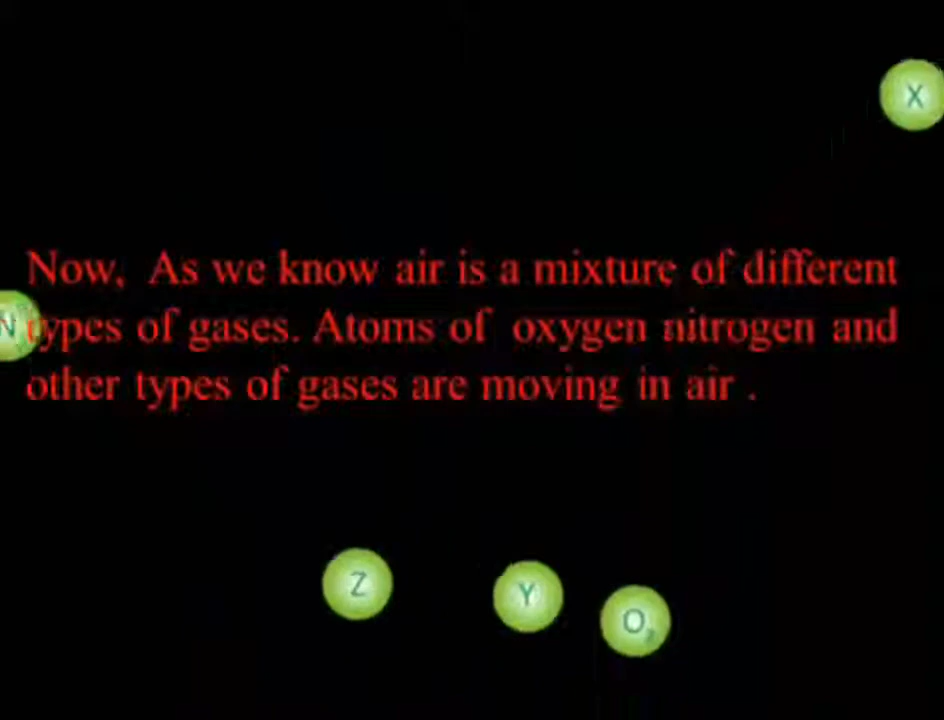 X
Now, As we know air is a mixture of different
N types of gases. Atoms of oxygen nitrogen and
other types of gases are moving in air .
Z
Y
O₂